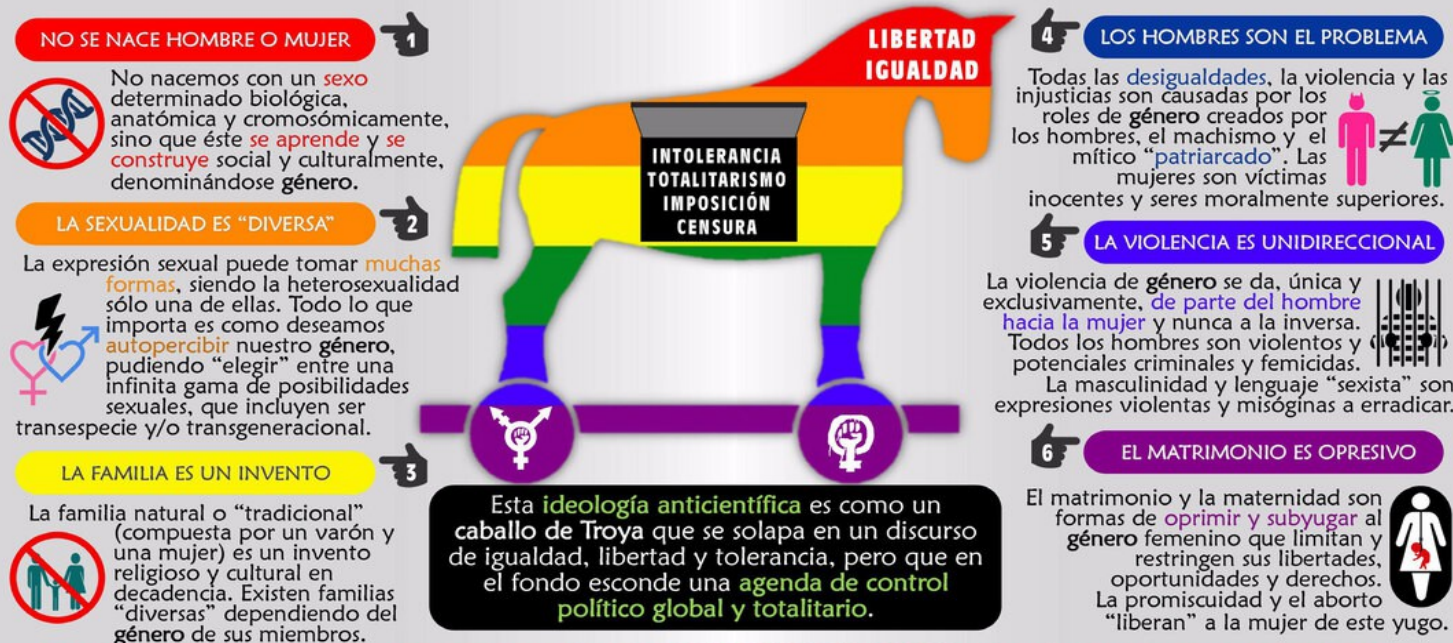 NO SE NACE HOMBRE O MUJER
1
No nacemos con un sexo
determinado biológica,
anatómica y cromosómicamente,
sino que éste se aprende y se
construye social y culturalmente,
denominándose género.
LA SEXUALIDAD ES “DIVERSA”
2
La expresión sexual puede tomar muchas
formas, siendo la heterosexualidad
sólo una de ellas. Todo lo que
importa es como deseamos
autopercibir nuestro género,
pudiendo “elegir” entre una
infinita gama de posibilidades
sexuales, que incluyen ser
transespecie y/o transgeneracional.
LA FAMILIA ES UN INVENTO
3
La familia natural o “tradicional”
(compuesta por un varón y
una mujer) es un invento
religioso y cultural en
decadencia. Existen familias
“diversas” dependiendo del
género de sus miembros.
LIBERTAD
IGUALDAD
INTOLERANCIA
TOTALITARISMO
IMPOSICIÓN
CENSURA
Esta ideología anticientífica es como un
caballo de Troya que se solapa en un discurso
de igualdad, libertad y tolerancia, pero que en
el fondo esconde una agenda de control
político global y totalitario.
4
LOS HOMBRES SON EL PROBLEMA
Todas las desigualdades, la violencia y las
injusticias son causadas por los
roles de género creados por
los hombres, el machismo y el
mítico “patriarcado”. Las
mujeres son víctimas
inocentes y seres moralmente superiores.
5
LA VIOLENCIA ES UNIDIRECCIONAL
La violencia de género se da, única y
exclusivamente, de parte del hombre
hacia la mujer y nunca a la inversa.
Todos los hombres son violentos y
potenciales criminales y femicidas.
La masculinidad y lenguaje “sexista” son
expresiones violentas y misóginas a erradicar.
6
EL MATRIMONIO ES OPRESIVO
El matrimonio y la maternidad son
formas de oprimir y subyugar al
género femenino que limitan y
restringen sus libertades,
oportunidades y derechos.
La promiscuidad y el aborto
“liberan” a la mujer de este yugo.